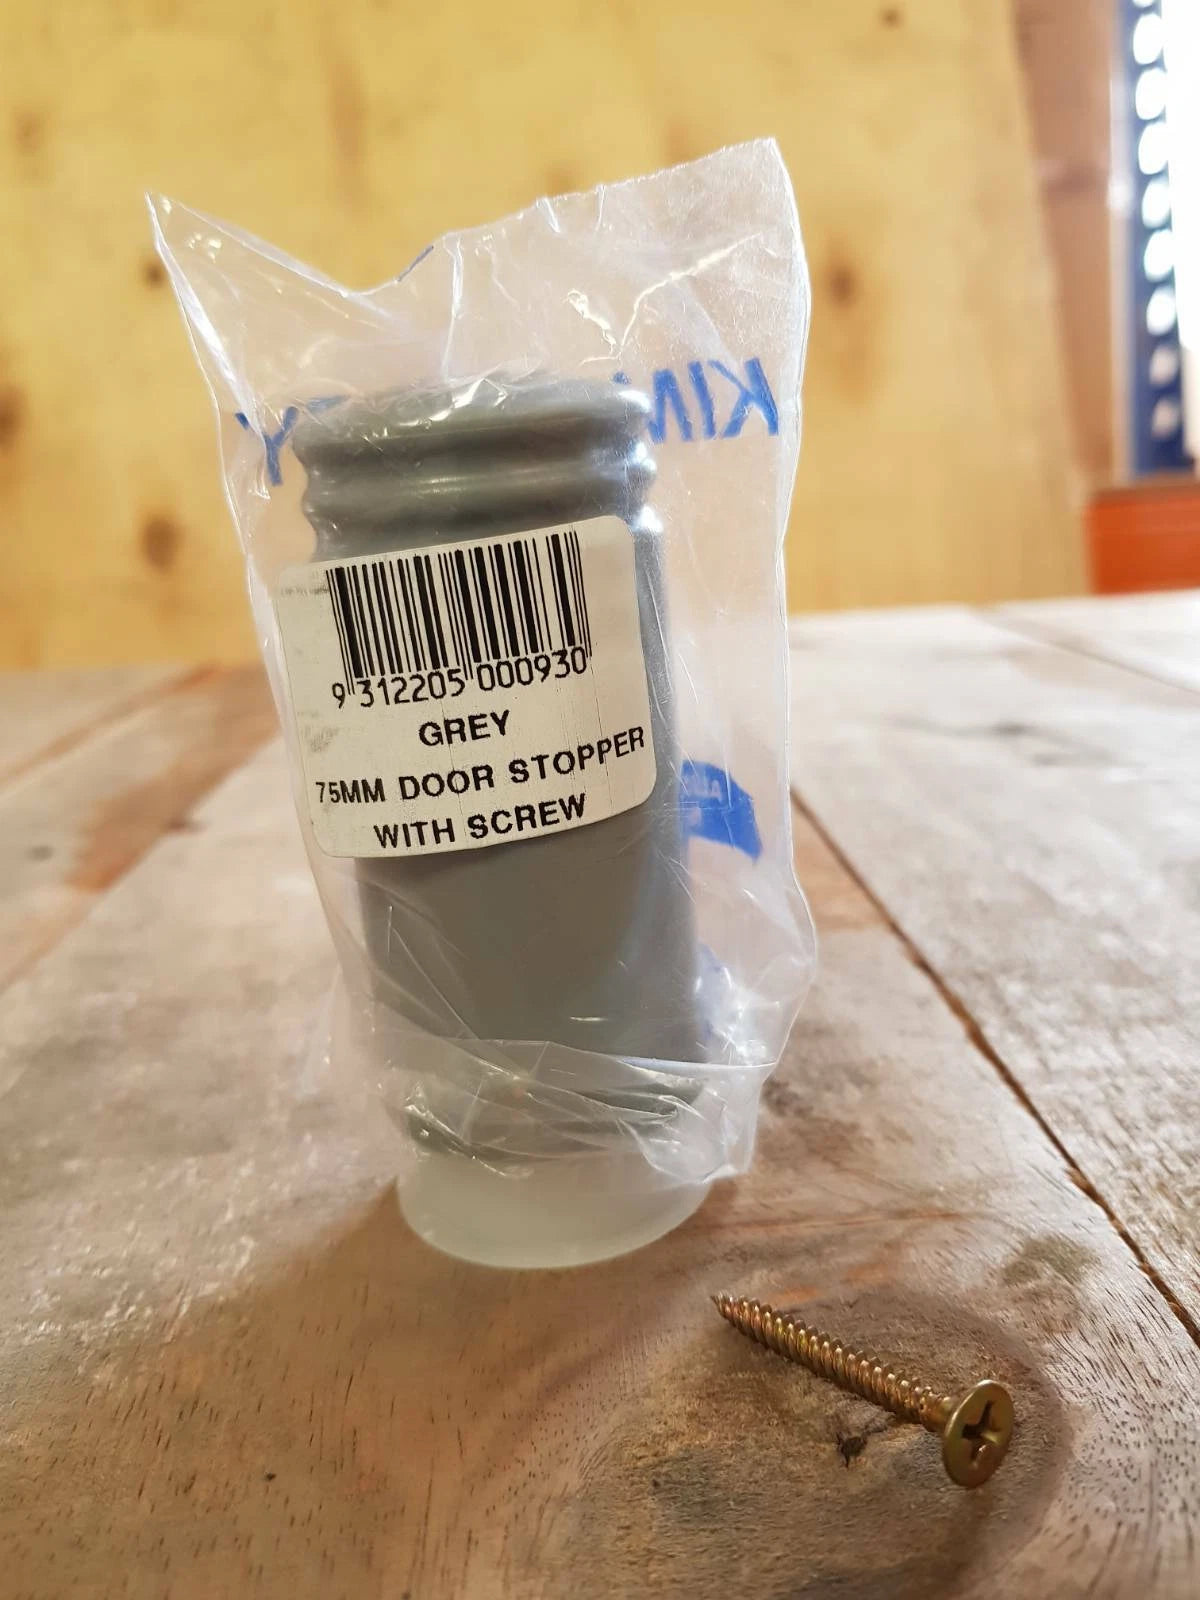 9 312205 000930
GREY
75MM DOOR STOPPER
WITH SCREW